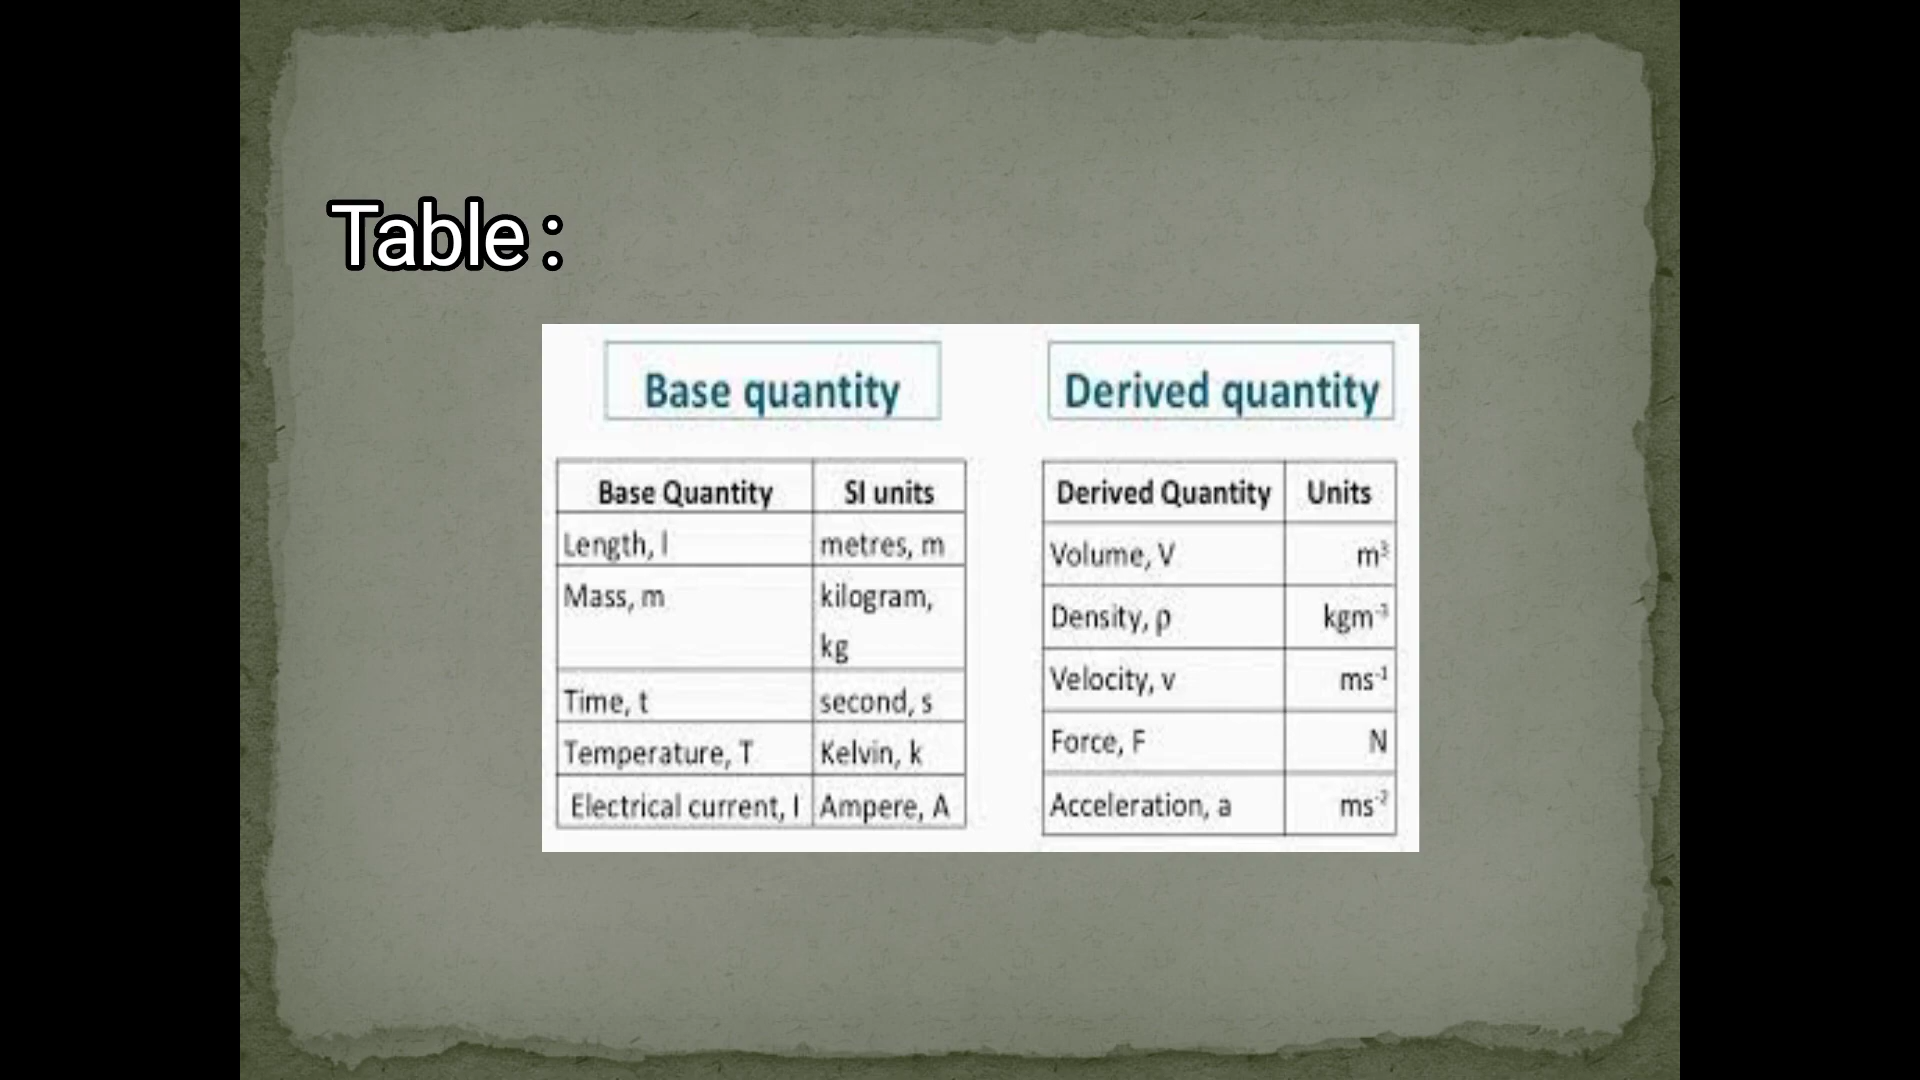 Table :
Base quantity
Derived quantity
Base Quantity SI units
Length, l metres, m
Mass, m kilogram,
kg
Time, t second, s
Temperature, T Kelvin, k
Electrical current, I Ampere, A
Derived Quantity Units
Volume, V m³
Density, ρ kgm⁻³
Velocity, v ms⁻¹
Force, F N
Acceleration, a ms⁻²